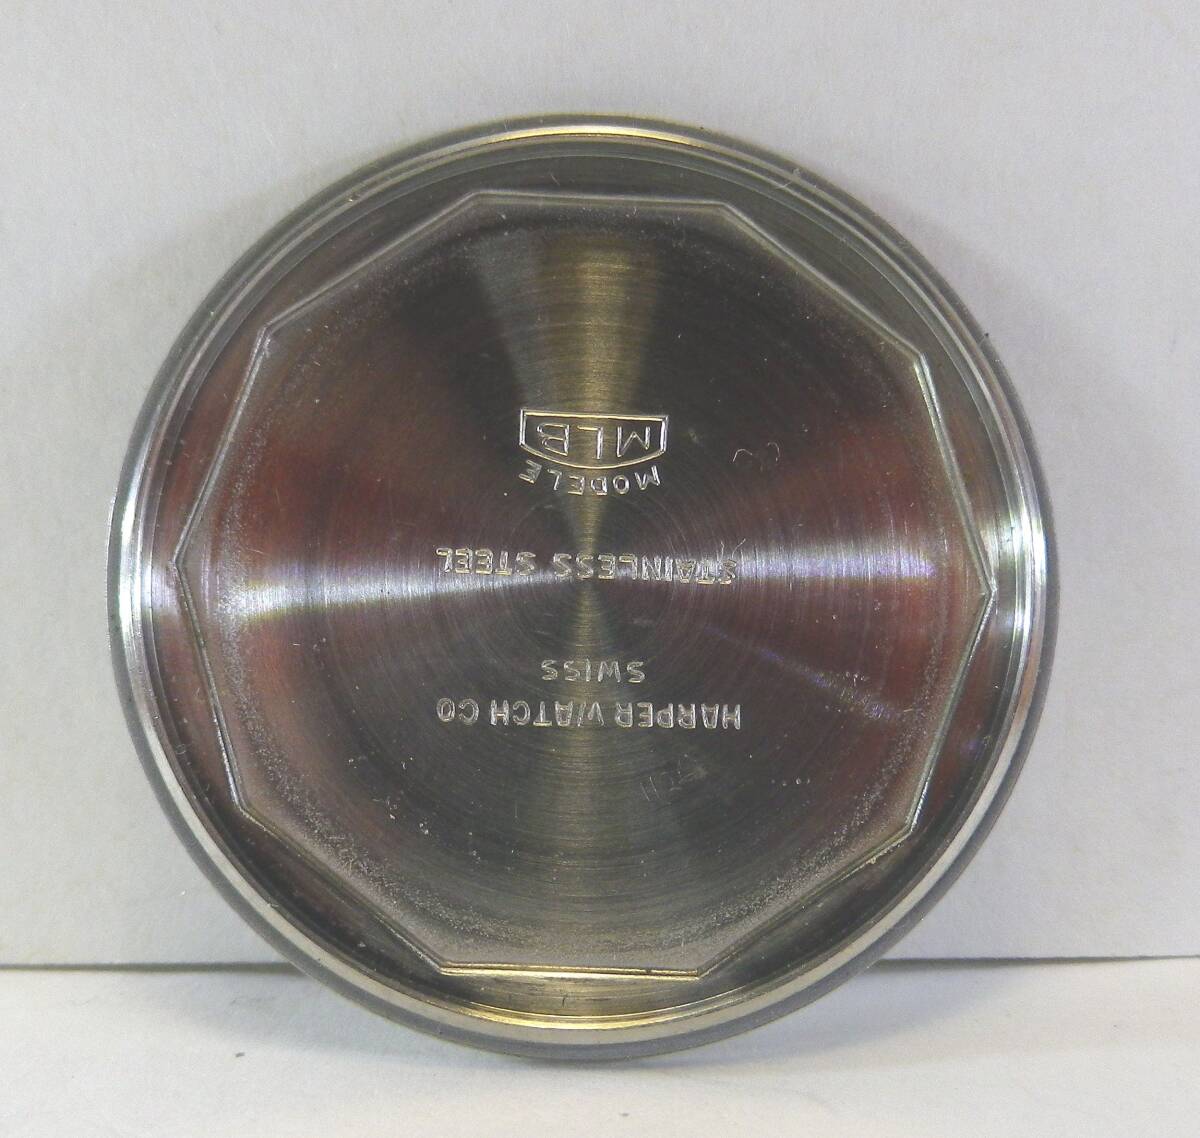 HARPER WATCH CO
SWISS
STAINLESS STEEL
MODELE
MLB